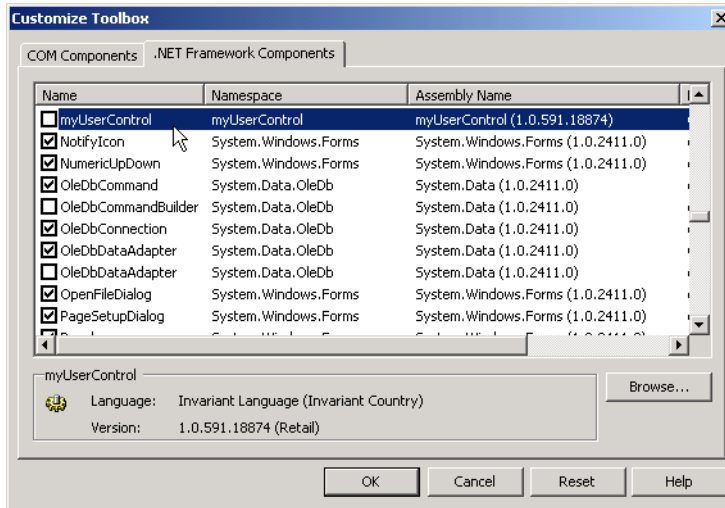 Customize Toolbox
COM Components .NET Framework Components
Name Namespace Assembly Name
myUserControl myUserControl myUserControl (1.0.591.18874)
NotifyIcon System.Windows.Forms System.Windows.Forms (1.0.2411.0)
NumericUpDown System.Windows.Forms System.Windows.Forms (1.0.2411.0)
OleDbCommand System.Data.OleDb System.Data (1.0.2411.0)
OleDbCommandBuilder System.Data.OleDb System.Data (1.0.2411.0)
OleDbConnection System.Data.OleDb System.Data (1.0.2411.0)
OleDbDataAdapter System.Data.OleDb System.Data (1.0.2411.0)
OleDbDataAdapter System.Data.OleDb System.Data (1.0.2411.0)
OpenFileDialog System.Windows.Forms System.Windows.Forms (1.0.2411.0)
PageSetupDialog System.Windows.Forms System.Windows.Forms (1.0.2411.0)
myUserControl
Browse...
Language: Invariant Language (Invariant Country)
Version: 1.0.591.18874 (Retail)
OK Cancel Reset Help